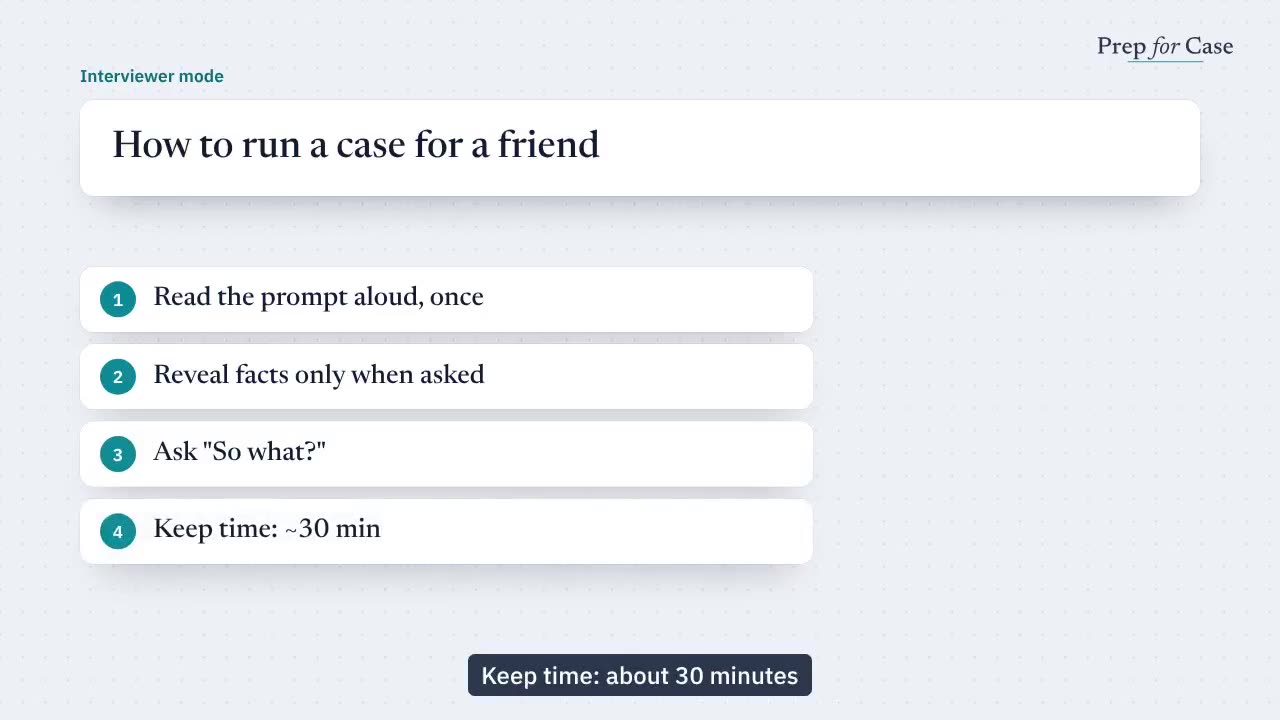 Prep for Case
Interviewer mode
How to run a case for a friend
1 Read the prompt aloud, once
2 Reveal facts only when asked
3 Ask "So what?"
4 Keep time: ~30 min
Keep time: about 30 minutes